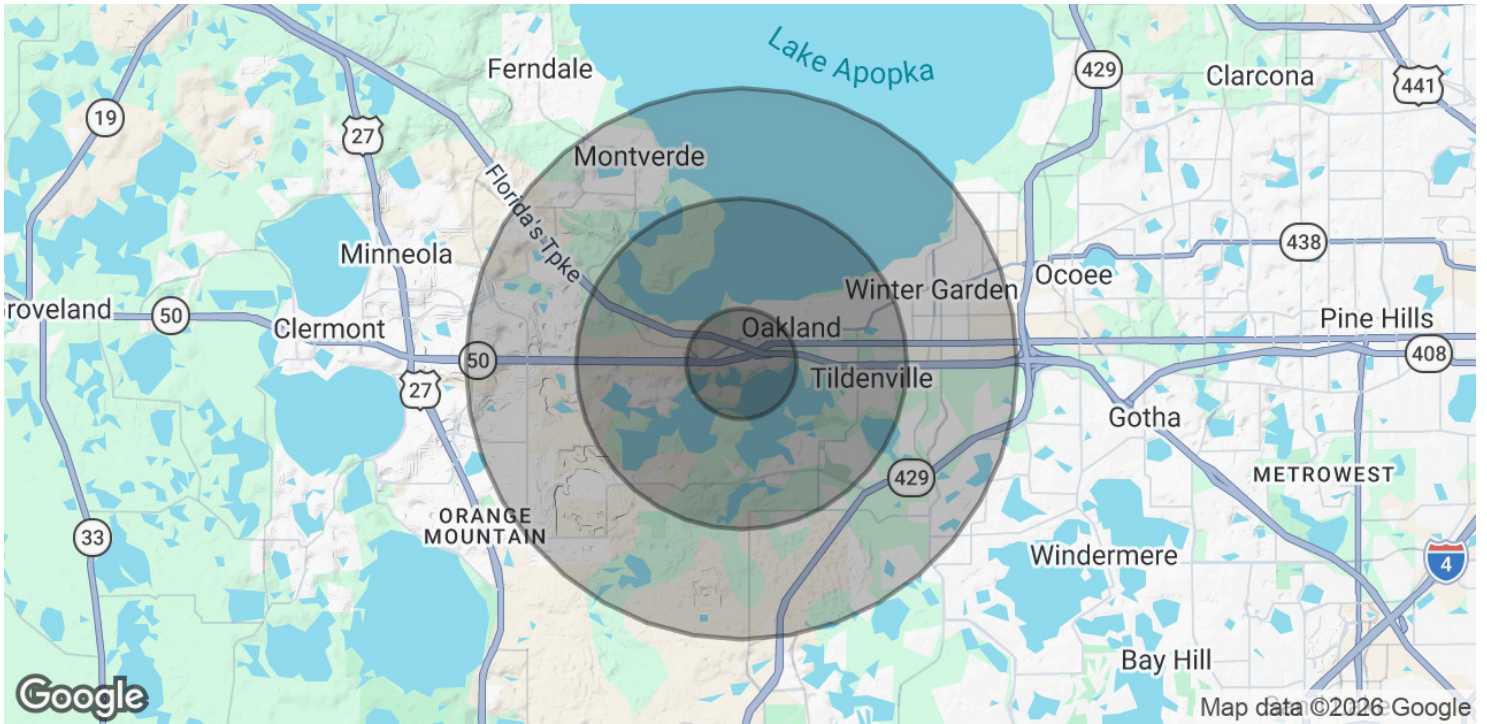 Lake Apopka
Ferndale
429
Clarcona
441
19
27
Montverde
Florida's Tpke
Minneola
438
Ocoee
Winter Garden
Groveland
50
Clermont
Oakland
Pine Hills
50
408
27
Tildenville
Gotha
429
METROWEST
ORANGE
MOUNTAIN
33
Windermere
4
Bay Hill
Google
Map data ©2026 Google